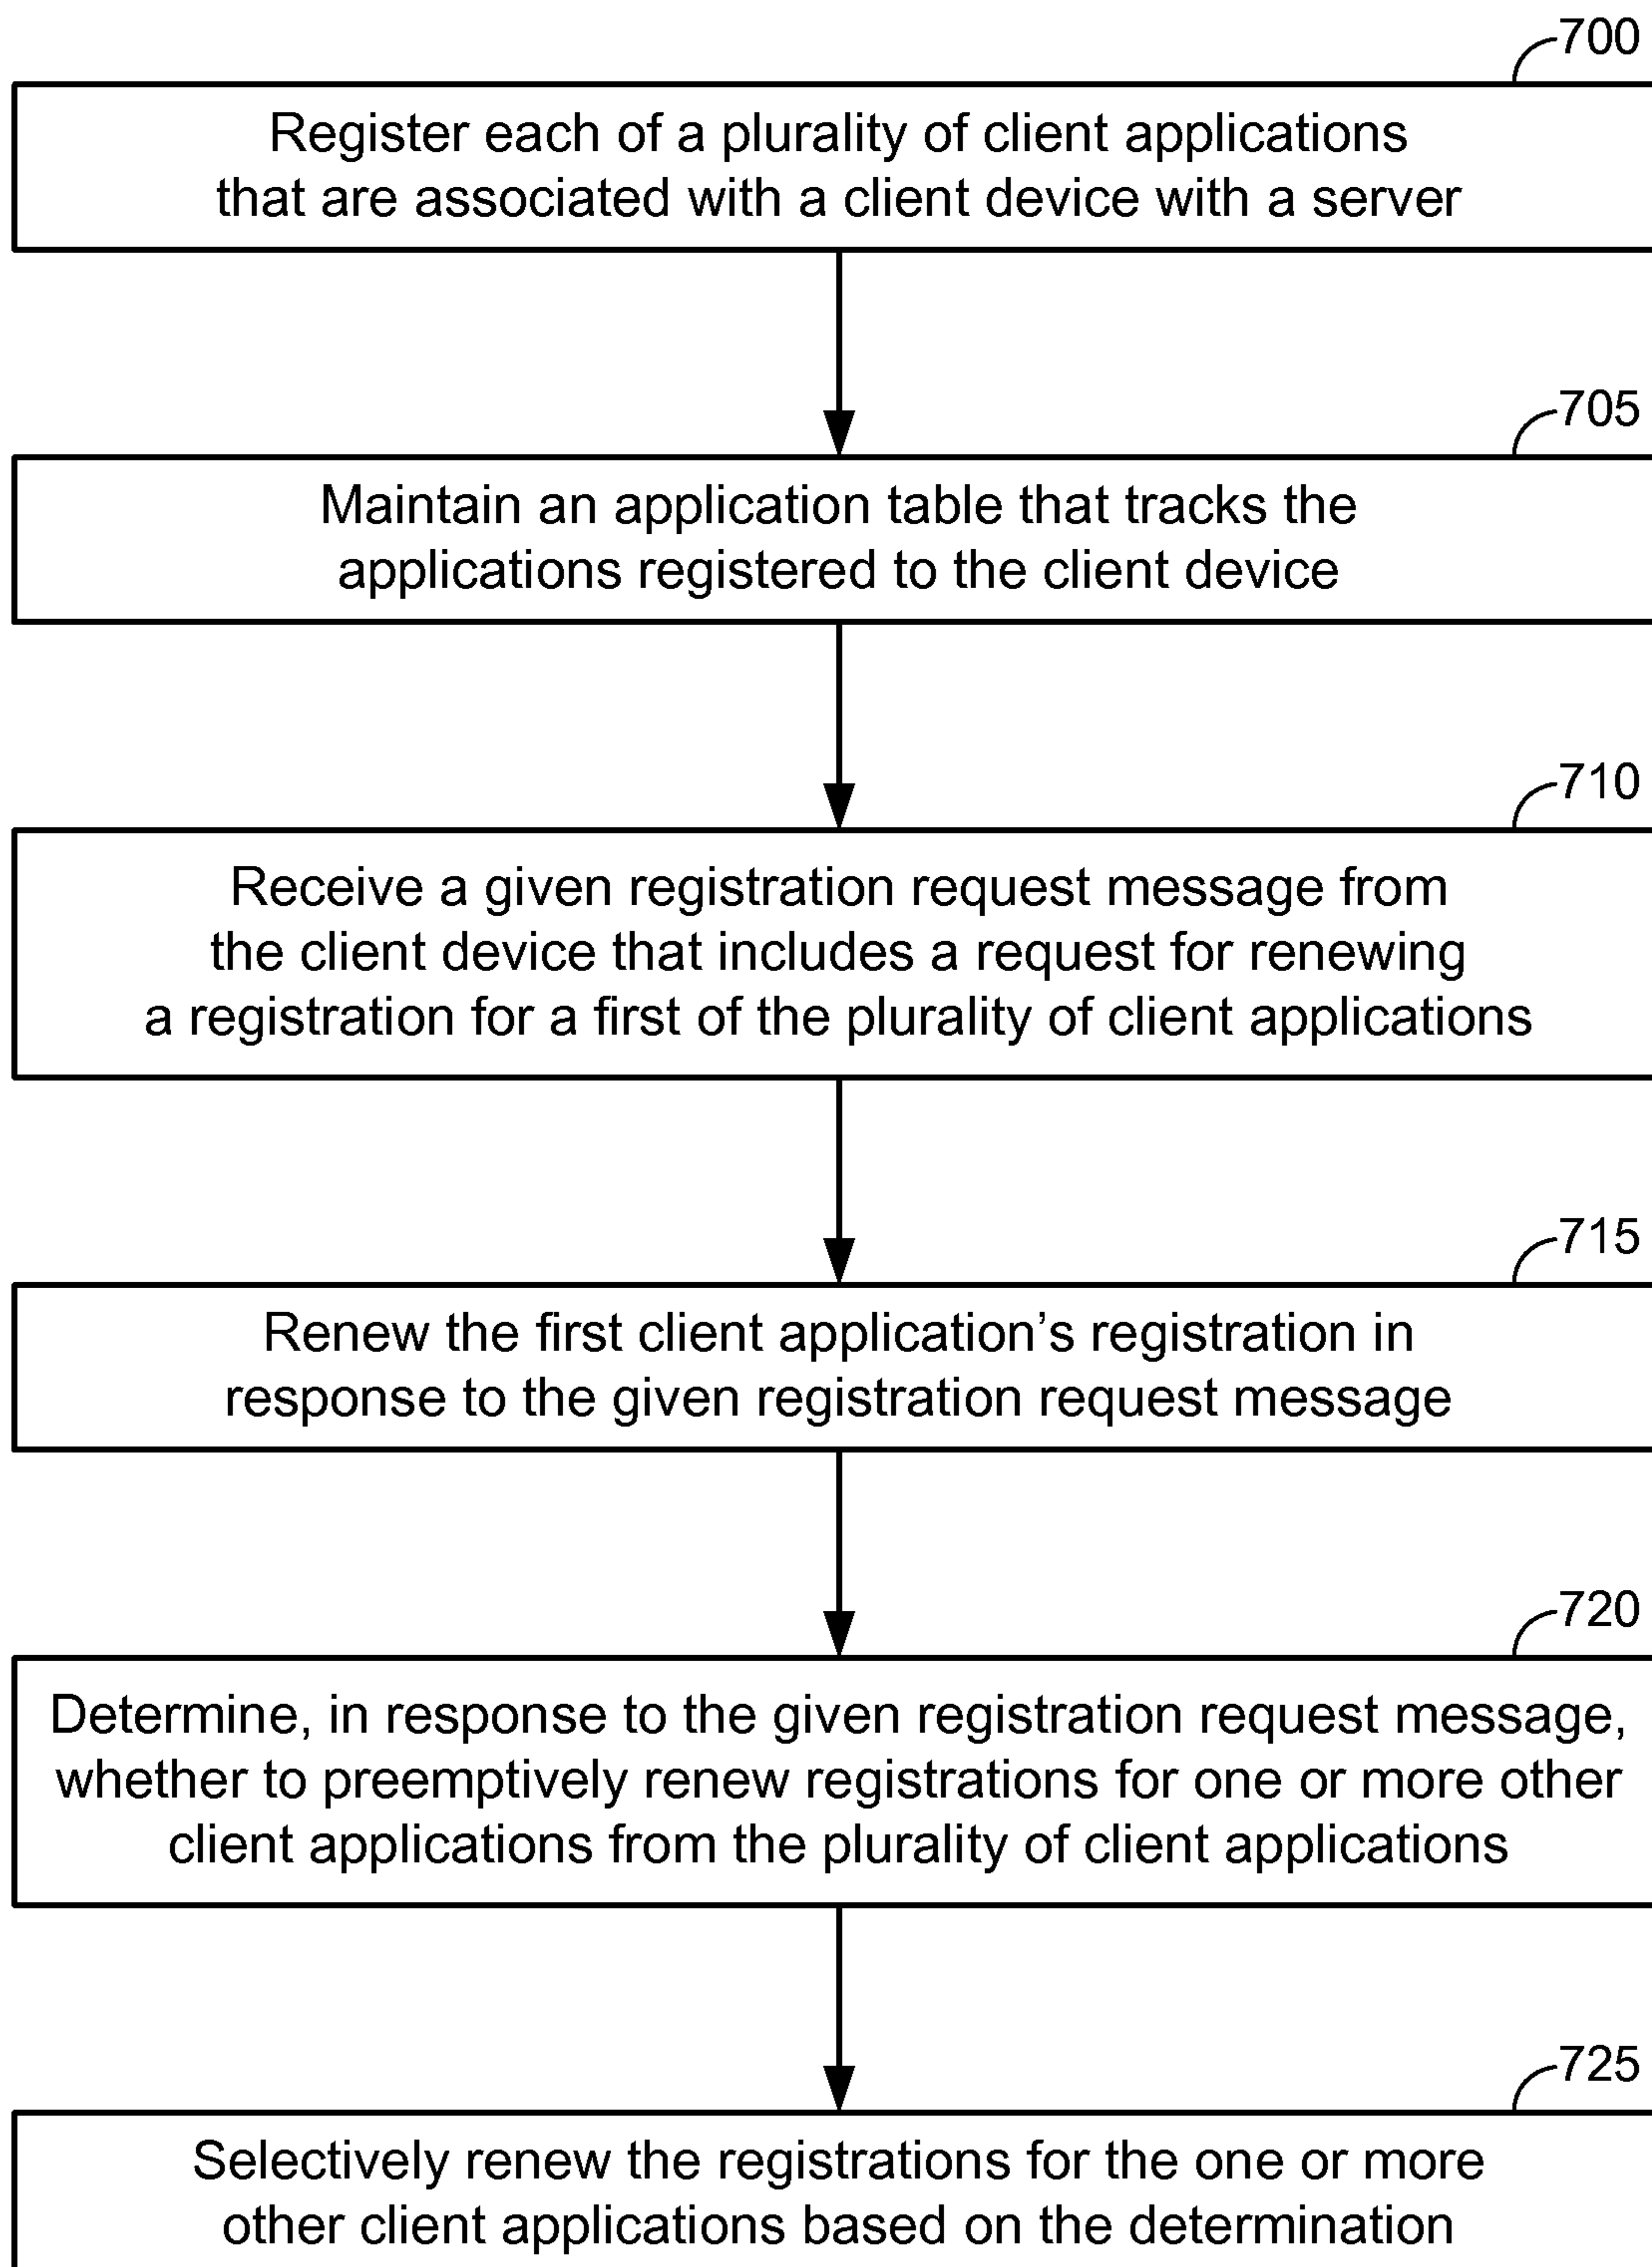 700
Register each of a plurality of client applications
that are associated with a client device with a server
705
Maintain an application table that tracks the
applications registered to the client device
710
Receive a given registration request message from
the client device that includes a request for renewing
a registration for a first of the plurality of client applications
715
Renew the first client application’s registration in
response to the given registration request message
720
Determine, in response to the given registration request message,
whether to preemptively renew registrations for one or more other
client applications from the plurality of client applications
725
Selectively renew the registrations for the one or more
other client applications based on the determination